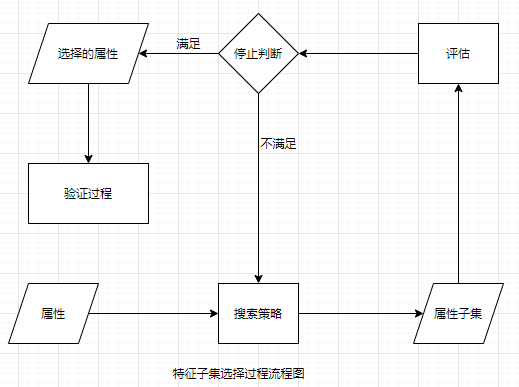 选择的属性
满足
停止判断
评估
不满足
验证过程
属性
搜索策略
属性子集
特征子集选择过程流程图